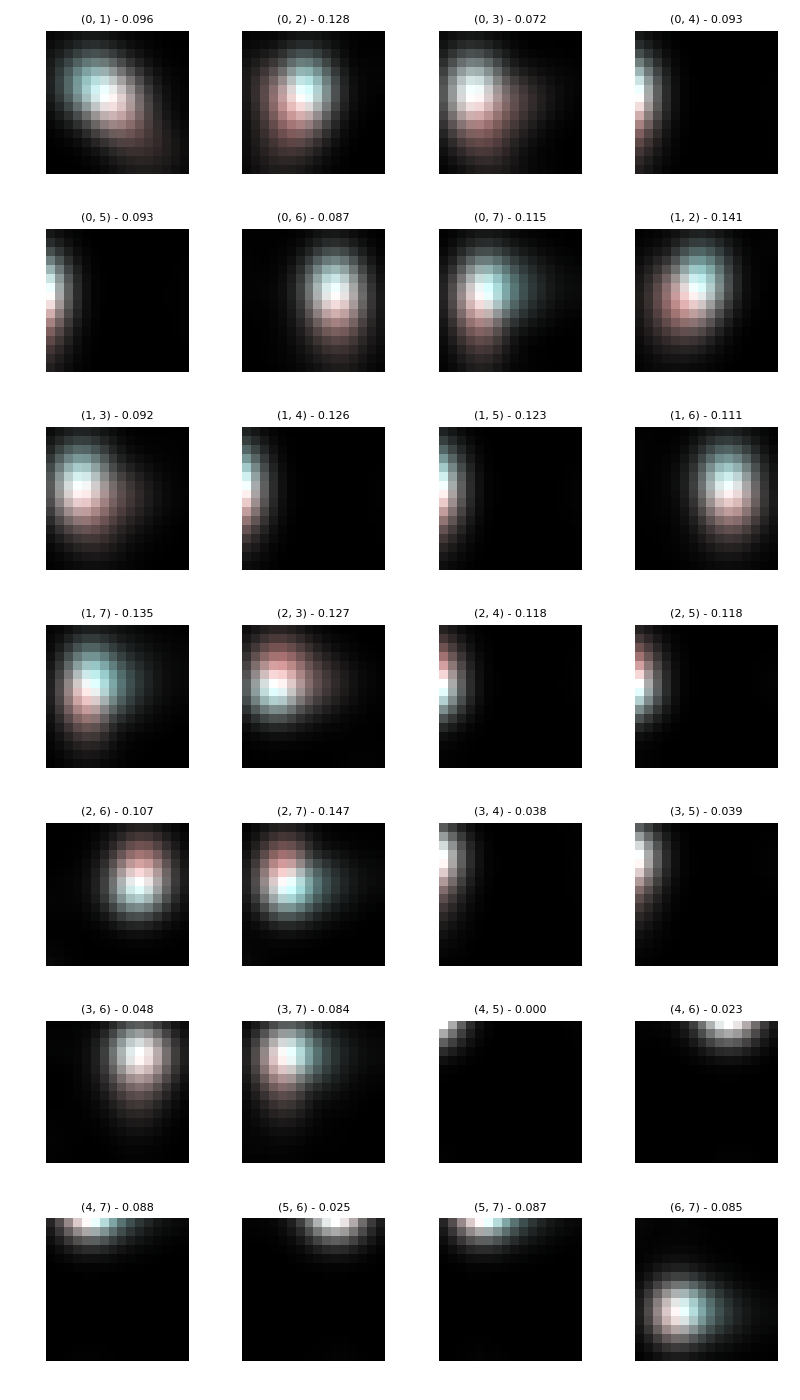 (0, 1) - 0.096 (0, 2) - 0.128 (0, 3) - 0.072 (0, 4) - 0.093
(0, 5) - 0.093 (0, 6) - 0.087 (0, 7) - 0.115 (1, 2) - 0.141
(1, 3) - 0.092 (1, 4) - 0.126 (1, 5) - 0.123 (1, 6) - 0.111
(1, 7) - 0.135 (2, 3) - 0.127 (2, 4) - 0.118 (2, 5) - 0.118
(2, 6) - 0.107 (2, 7) - 0.147 (3, 4) - 0.038 (3, 5) - 0.039
(3, 6) - 0.048 (3, 7) - 0.084 (4, 5) - 0.000 (4, 6) - 0.023
(4, 7) - 0.088 (5, 6) - 0.025 (5, 7) - 0.087 (6, 7) - 0.085